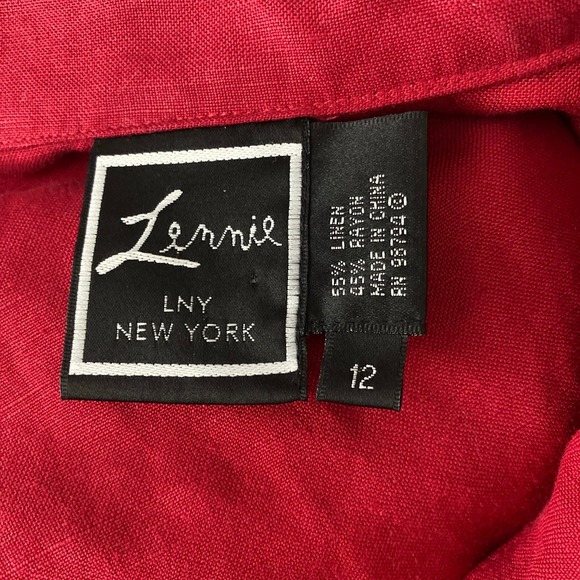 Lennie
LNY
NEW YORK
55% LINEN
45% RAYON
MADE IN CHINA
RN 98794 ©
12